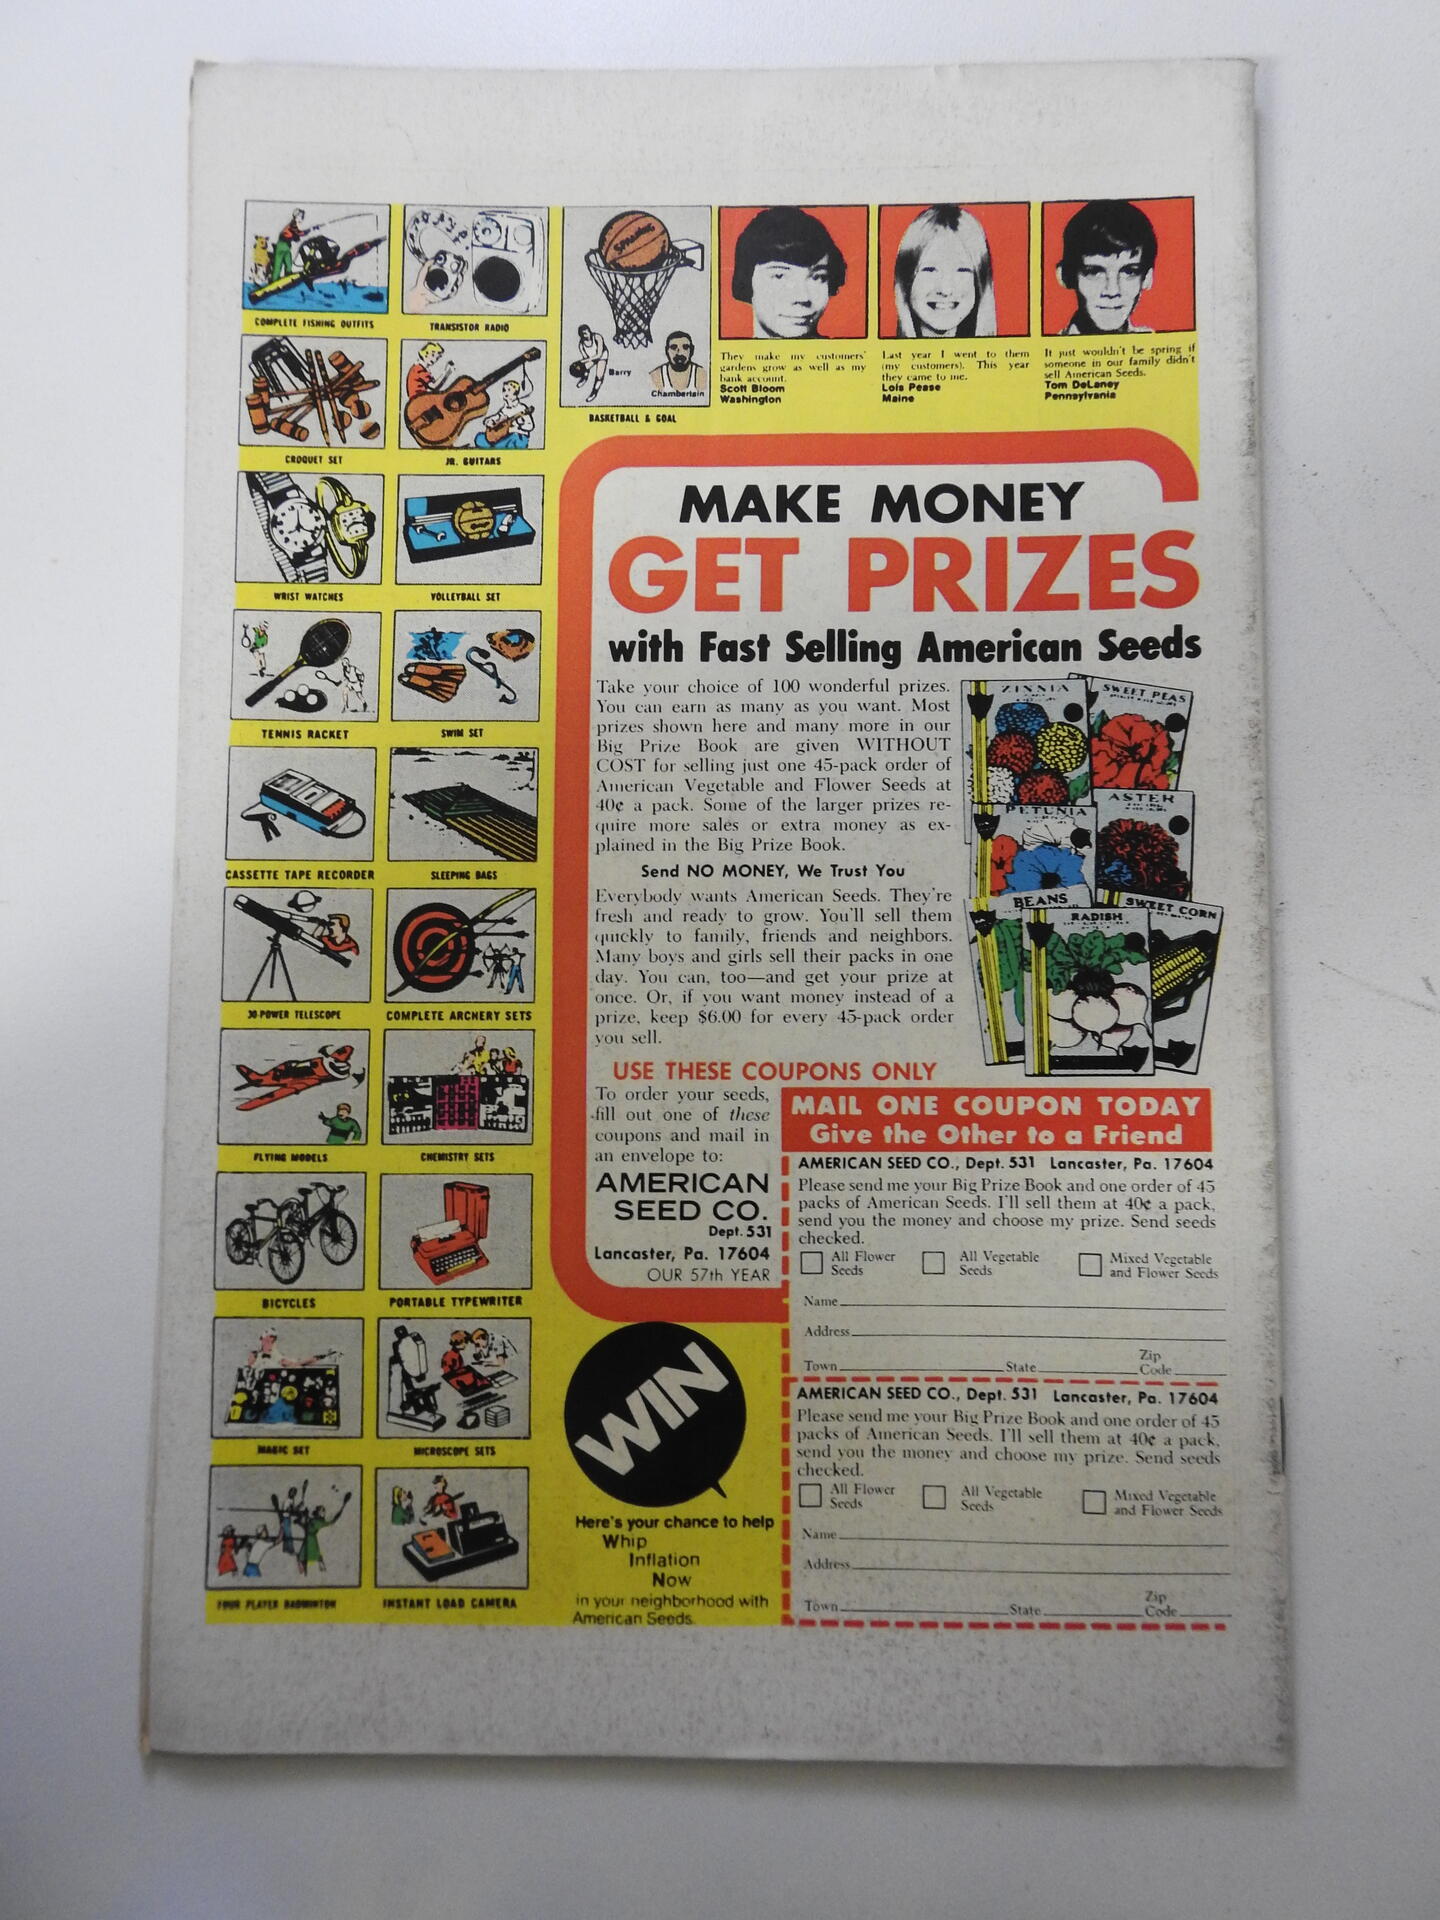 COMPLETE FISHING OUTFITS
TRANSISTOR RADIO
CROQUET SET
JR. GUITARS
WRIST WATCHES
VOLLEYBALL SET
TENNIS RACKET
SWIM SET
CASSETTE TAPE RECORDER
SLEEPING BAGS
30-POWER TELESCOPE
COMPLETE ARCHERY SETS
FLYING MODELS
CHEMISTRY SETS
BICYCLES
PORTABLE TYPEWRITER
MAGIC SET
MICROSCOPE SETS
FOUR PLAYER BADMINTON
INSTANT LOAD CAMERA
SPALDING
Barry
Chamberlain
BASKETBALL & GOAL
They make my customers'
gardens grow as well as my
bank account.
Scott Bloom
Washington
Last year I went to them
(my customers). This year
they came to me.
Lois Pease
Maine
It just wouldn't be spring if
someone in our family didn't
sell American Seeds.
Tom DeLaney
Pennsylvania
MAKE MONEY
GET PRIZES
with Fast Selling American Seeds
Take your choice of 100 wonderful prizes.
You can earn as many as you want. Most
prizes shown here and many more in our
Big Prize Book are given WITHOUT
COST for selling just one 45-pack order of
American Vegetable and Flower Seeds at
40¢ a pack. Some of the larger prizes re-
quire more sales or extra money as ex-
plained in the Big Prize Book.
Send NO MONEY, We Trust You
Everybody wants American Seeds. They're
fresh and ready to grow. You'll sell them
quickly to family, friends and neighbors.
Many boys and girls sell their packs in one
day. You can, too—and get your prize at
once. Or, if you want money instead of a
prize, keep $6.00 for every 45-pack order
you sell.
ZINNIA
SWEET PEAS
PETUNIA
ASTER
BEANS
RADISH
SWEET CORN
USE THESE COUPONS ONLY
To order your seeds,
fill out one of these
coupons and mail in
an envelope to:
AMERICAN
SEED CO.
Dept. 531
Lancaster, Pa. 17604
OUR 57th YEAR
MAIL ONE COUPON TODAY
Give the Other to a Friend
AMERICAN SEED CO., Dept. 531 Lancaster, Pa. 17604
Please send me your Big Prize Book and one order of 45
packs of American Seeds. I'll sell them at 40¢ a pack,
send you the money and choose my prize. Send seeds
checked.
All Flower
Seeds
All Vegetable
Seeds
Mixed Vegetable
and Flower Seeds
Name
Address
Town State Zip Code
AMERICAN SEED CO., Dept. 531 Lancaster, Pa. 17604
Please send me your Big Prize Book and one order of 45
packs of American Seeds. I'll sell them at 40¢ a pack,
send you the money and choose my prize. Send seeds
checked.
All Flower
Seeds
All Vegetable
Seeds
Mixed Vegetable
and Flower Seeds
Name
Address
Town State Zip Code
WIN
Here's your chance to help
Whip
Inflation
Now
in your neighborhood with
American Seeds.